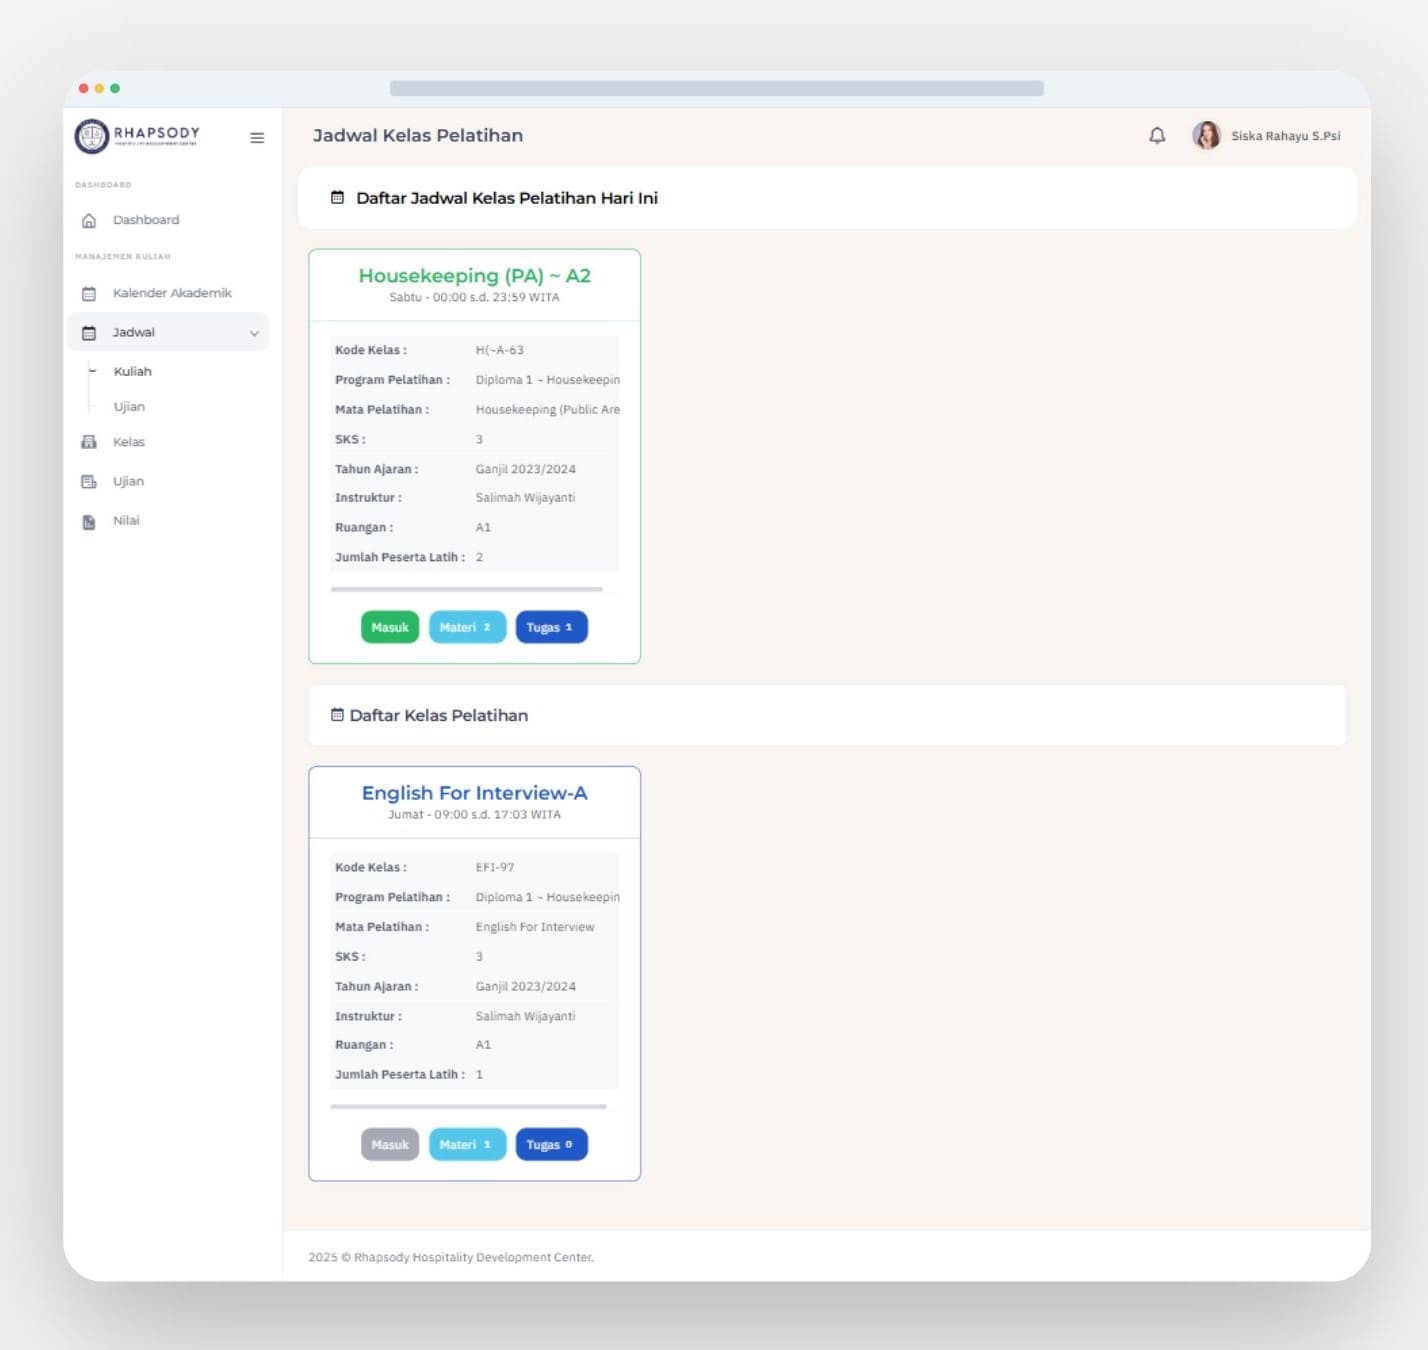 RHAPSODY
HOSPITALITY DEVELOPMENT CENTER
Jadwal Kelas Pelatihan
Siska Rahayu S.Psi
DASHBOARD
Dashboard
MANAJEMEN KULIAH
Kalender Akademik
Jadwal
Kuliah
Ujian
Kelas
Ujian
Nilai
Daftar Jadwal Kelas Pelatihan Hari Ini
Housekeeping (PA) ~ A2
Sabtu - 00:00 s.d. 23:59 WITA
Kode Kelas : H(~A-63
Program Pelatihan : Diploma 1 ~ Housekeepin
Mata Pelatihan : Housekeeping (Public Are
SKS : 3
Tahun Ajaran : Ganjil 2023/2024
Instruktur : Salimah Wijayanti
Ruangan : A1
Jumlah Peserta Latih : 2
Masuk Materi 2 Tugas 1
Daftar Kelas Pelatihan
English For Interview-A
Jumat - 09:00 s.d. 17:03 WITA
Kode Kelas : EFI-97
Program Pelatihan : Diploma 1 ~ Housekeepin
Mata Pelatihan : English For Interview
SKS : 3
Tahun Ajaran : Ganjil 2023/2024
Instruktur : Salimah Wijayanti
Ruangan : A1
Jumlah Peserta Latih : 1
Masuk Materi 1 Tugas 0
2025 © Rhapsody Hospitality Development Center.